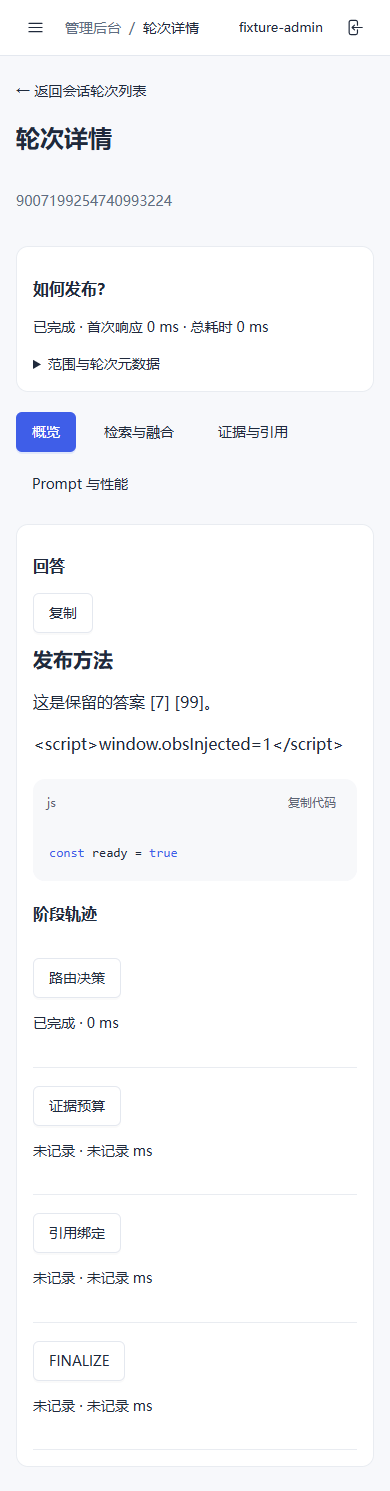 管理后台 / 轮次详情 fixture-admin
← 返回会话轮次列表
轮次详情
9007199254740993224
如何发布?
已完成 · 首次响应 0 ms · 总耗时 0 ms
▶ 范围与轮次元数据
概览 检索与融合 证据与引用
Prompt 与性能
回答
复制
发布方法
这是保留的答案 [7] [99]。
<script>window.obsInjected=1</script>
js 复制代码
const ready = true
阶段轨迹
路由决策
已完成 · 0 ms
证据预算
未记录 · 未记录 ms
引用绑定
未记录 · 未记录 ms
FINALIZE
未记录 · 未记录 ms